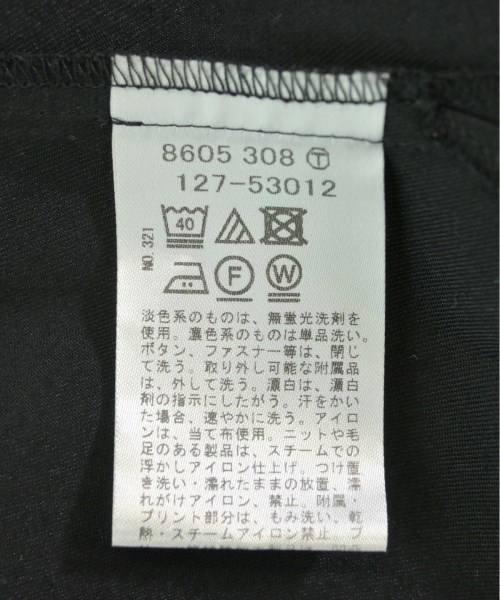 8605 308 Ⓣ
127-53012
NO.321
40
F
W
淡色系のものは、無蛍光洗剤を
使用。濃色系のものは単品洗い。
ボタン、ファスナー等は、閉じ
て洗う。取り外し可能な附属品
は、外して洗う。漂白は、漂白
剤の指示にしたがう。汗をかい
た場合、速やかに洗う。アイロ
ンは、当て布使用。ニットや毛
足のある製品は、スチームでの
浮かしアイロン仕上げ。つけ置
き洗い・濡れたままの放置、濡
れがけアイロン、禁止。附属・
プリント部分は、もみ洗い、乾
熱・スチームアイロン禁止。プ